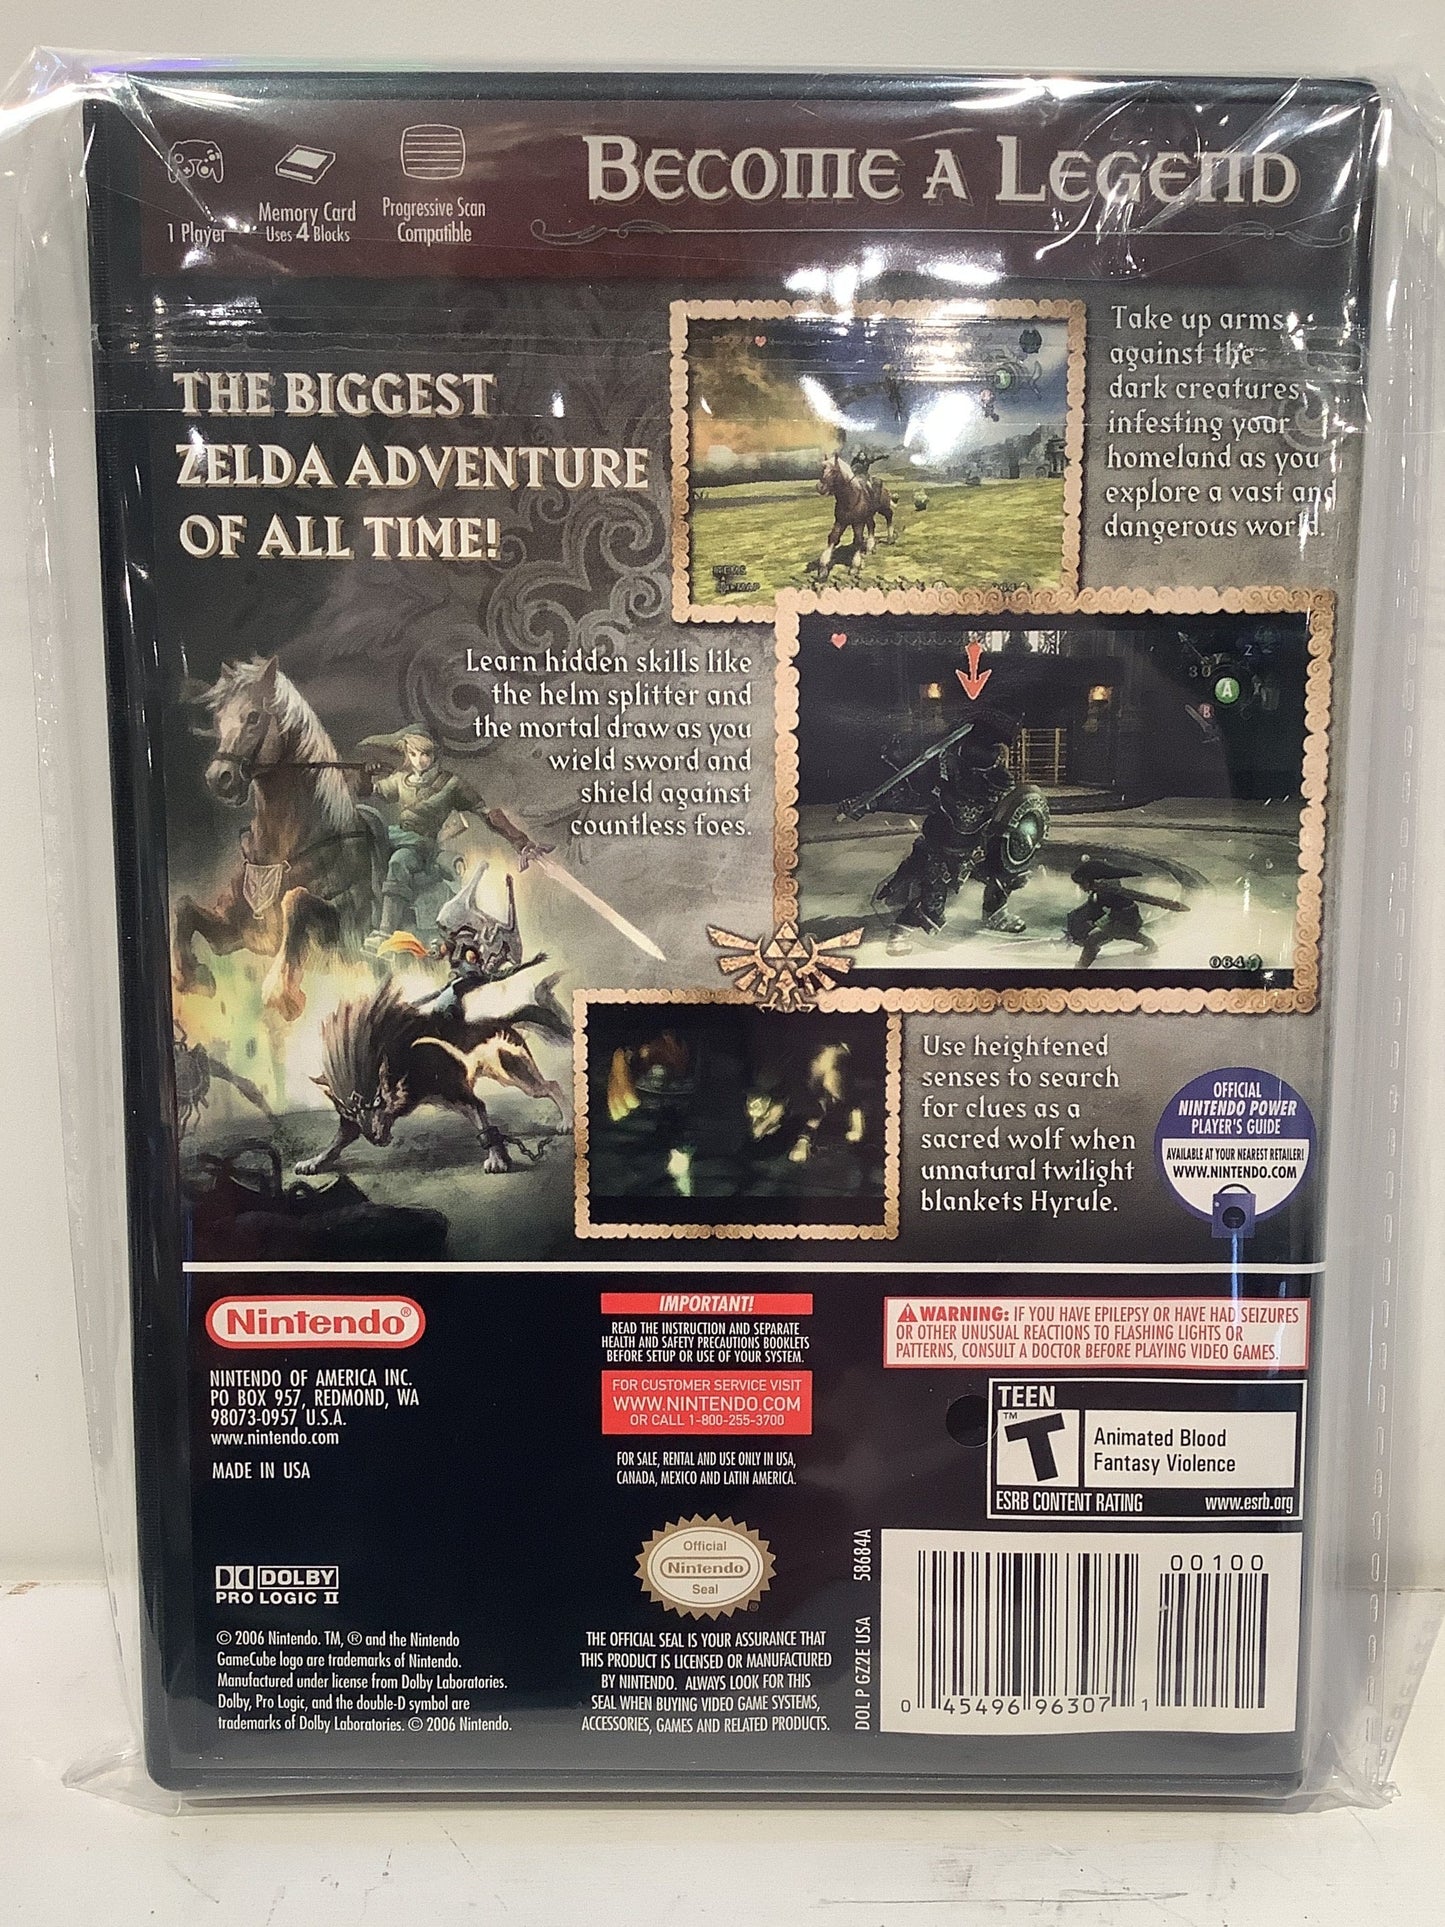 1 Player
Memory Card
Uses 4 Blocks
Progressive Scan
Compatible
BECOME A LEGEND
THE BIGGEST
ZELDA ADVENTURE
OF ALL TIME!
Take up arms
against the
dark creatures
infesting your
homeland as you
explore a vast and
dangerous world.
Learn hidden skills like
the helm splitter and
the mortal draw as you
wield sword and
shield against
countless foes.
Z
Y
30
A
B
064
Use heightened
senses to search
for clues as a
sacred wolf when
unnatural twilight
blankets Hyrule.
OFFICIAL
NINTENDO POWER
PLAYER'S GUIDE
AVAILABLE AT YOUR NEAREST RETAILER!
WWW.NINTENDO.COM
Nintendo®
NINTENDO OF AMERICA INC.
PO BOX 957, REDMOND, WA
98073-0957 U.S.A.
www.nintendo.com
MADE IN USA
IMPORTANT!
READ THE INSTRUCTION AND SEPARATE
HEALTH AND SAFETY PRECAUTIONS BOOKLETS
BEFORE SETUP OR USE OF YOUR SYSTEM.
FOR CUSTOMER SERVICE VISIT
WWW.NINTENDO.COM
OR CALL 1-800-255-3700
FOR SALE, RENTAL AND USE ONLY IN USA,
CANADA, MEXICO AND LATIN AMERICA.
WARNING: IF YOU HAVE EPILEPSY OR HAVE HAD SEIZURES
OR OTHER UNUSUAL REACTIONS TO FLASHING LIGHTS OR
PATTERNS, CONSULT A DOCTOR BEFORE PLAYING VIDEO GAMES.
TEEN
T™
Animated Blood
Fantasy Violence
ESRB CONTENT RATING www.esrb.org
DOLBY
PRO LOGIC II
© 2006 Nintendo. TM, ® and the Nintendo
GameCube logo are trademarks of Nintendo.
Manufactured under license from Dolby Laboratories.
Dolby, Pro Logic, and the double-D symbol are
trademarks of Dolby Laboratories. © 2006 Nintendo.
Official
Nintendo
Seal
THE OFFICIAL SEAL IS YOUR ASSURANCE THAT
THIS PRODUCT IS LICENSED OR MANUFACTURED
BY NINTENDO. ALWAYS LOOK FOR THIS
SEAL WHEN BUYING VIDEO GAME SYSTEMS,
ACCESSORIES, GAMES AND RELATED PRODUCTS.
DOL P GZ2E USA 58684A
00100
0 45496 96307 1